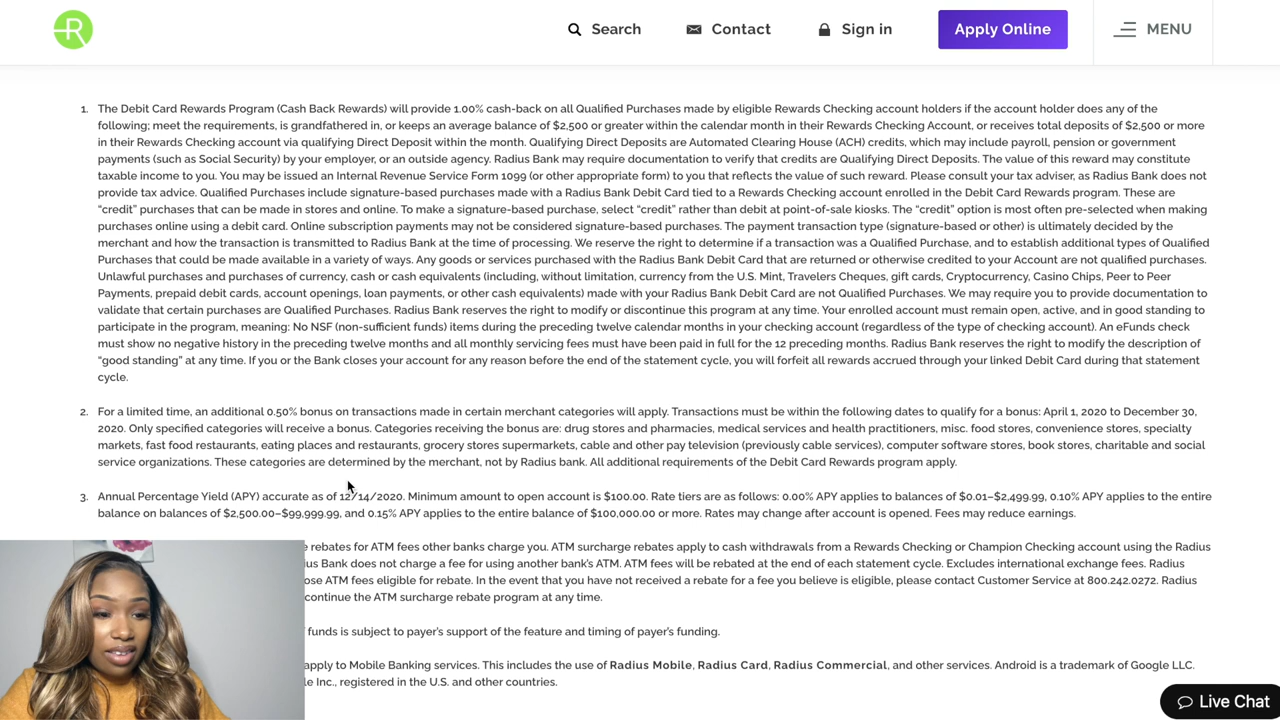 R
Search
Contact
Sign in
Apply Online
MENU
1. The Debit Card Rewards Program (Cash Back Rewards) will provide 1.00% cash-back on all Qualified Purchases made by eligible Rewards Checking account holders if the account holder does any of the
following; meet the requirements, is grandfathered in, or keeps an average balance of $2,500 or greater within the calendar month in their Rewards Checking Account, or receives total deposits of $2,500 or more
in their Rewards Checking account via qualifying Direct Deposit within the month. Qualifying Direct Deposits are Automated Clearing House (ACH) credits, which may include payroll, pension or government
payments (such as Social Security) by your employer, or an outside agency. Radius Bank may require documentation to verify that credits are Qualifying Direct Deposits. The value of this reward may constitute
taxable income to you. You may be issued an Internal Revenue Service Form 1099 (or other appropriate form) to you that reflects the value of such reward. Please consult your tax adviser, as Radius Bank does not
provide tax advice. Qualified Purchases include signature-based purchases made with a Radius Bank Debit Card tied to a Rewards Checking account enrolled in the Debit Card Rewards program. These are
“credit” purchases that can be made in stores and online. To make a signature-based purchase, select “credit” rather than debit at point-of-sale kiosks. The “credit” option is most often pre-selected when making
purchases online using a debit card. Online subscription payments may not be considered signature-based purchases. The payment transaction type (signature-based or other) is ultimately decided by the
merchant and how the transaction is transmitted to Radius Bank at the time of processing. We reserve the right to determine if a transaction was a Qualified Purchase, and to establish additional types of Qualified
Purchases that could be made available in a variety of ways. Any goods or services purchased with the Radius Bank Debit Card that are returned or otherwise credited to your Account are not qualified purchases.
Unlawful purchases and purchases of currency, cash or cash equivalents (including, without limitation, currency from the U.S. Mint, Travelers Cheques, gift cards, Cryptocurrency, Casino Chips, Peer to Peer
Payments, prepaid debit cards, account openings, loan payments, or other cash equivalents) made with your Radius Bank Debit Card are not Qualified Purchases. We may require you to provide documentation to
validate that certain purchases are Qualified Purchases. Radius Bank reserves the right to modify or discontinue this program at any time. Your enrolled account must remain open, active, and in good standing to
participate in the program, meaning: No NSF (non-sufficient funds) items during the preceding twelve calendar months in your checking account (regardless of the type of checking account). An eFunds check
must show no negative history in the preceding twelve months and all monthly servicing fees must have been paid in full for the 12 preceding months. Radius Bank reserves the right to modify the description of
“good standing” at any time. If you or the Bank closes your account for any reason before the end of the statement cycle, you will forfeit all rewards accrued through your linked Debit Card during that statement
cycle.
2. For a limited time, an additional 0.50% bonus on transactions made in certain merchant categories will apply. Transactions must be within the following dates to qualify for a bonus: April 1, 2020 to December 30,
2020. Only specified categories will receive a bonus. Categories receiving the bonus are: drug stores and pharmacies, medical services and health practitioners, misc. food stores, convenience stores, specialty
markets, fast food restaurants, eating places and restaurants, grocery stores supermarkets, cable and other pay television (previously cable services), computer software stores, book stores, charitable and social
service organizations. These categories are determined by the merchant, not by Radius bank. All additional requirements of the Debit Card Rewards program apply.
3. Annual Percentage Yield (APY) accurate as of 12/14/2020. Minimum amount to open account is $100.00. Rate tiers are as follows: 0.00% APY applies to balances of $0.01–$2,499.99, 0.10% APY applies to the entire
balance on balances of $2,500.00–$99,999.99, and 0.15% APY applies to the entire balance of $100,000.00 or more. Rates may change after account is opened. Fees may reduce earnings.
rebates for ATM fees other banks charge you. ATM surcharge rebates apply to cash withdrawals from a Rewards Checking or Champion Checking account using the Radius
ius Bank does not charge a fee for using another bank's ATM. ATM fees will be rebated at the end of each statement cycle. Excludes international exchange fees. Radius
ose ATM fees eligible for rebate. In the event that you have not received a rebate for a fee you believe is eligible, please contact Customer Service at 800.242.0272. Radius
continue the ATM surcharge rebate program at any time.
funds is subject to payer's support of the feature and timing of payer's funding.
apply to Mobile Banking services. This includes the use of Radius Mobile, Radius Card, Radius Commercial, and other services. Android is a trademark of Google LLC.
le Inc., registered in the U.S. and other countries.
Live Chat